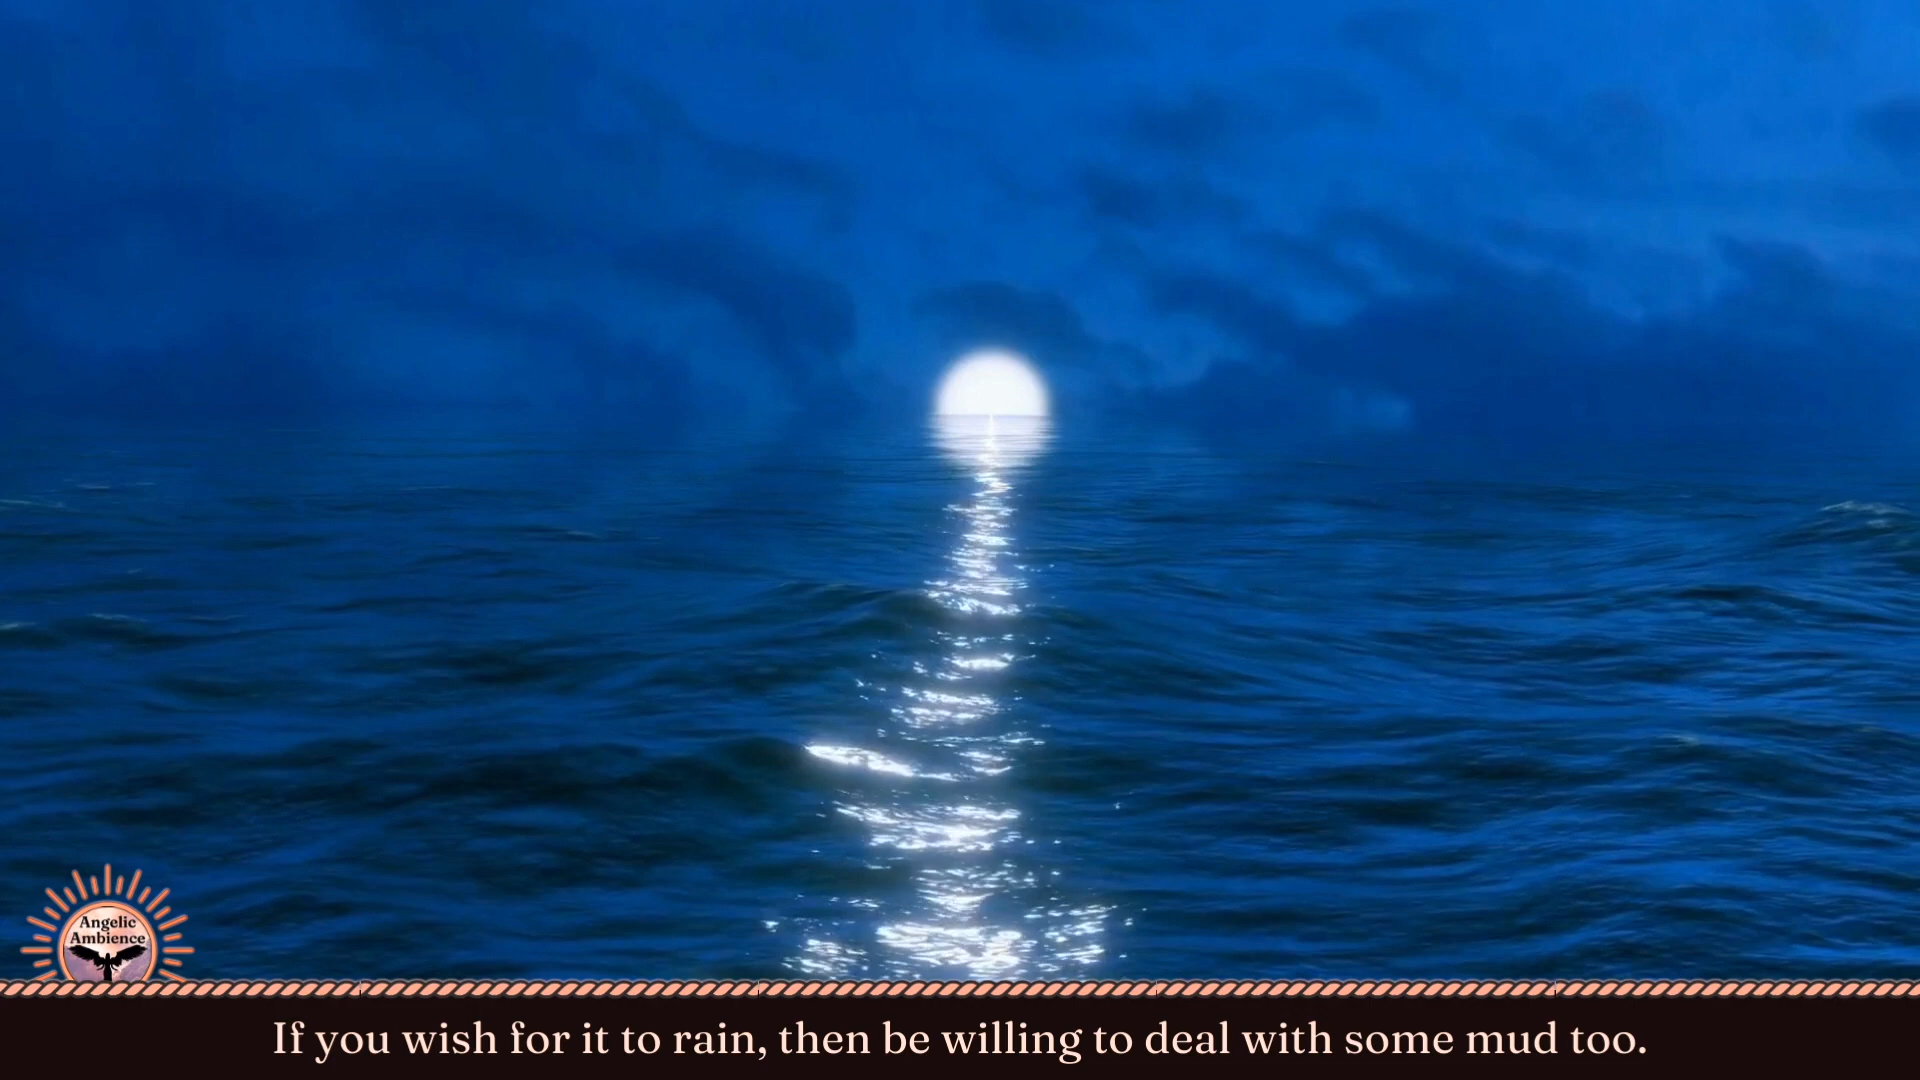 Angelic
Ambience
If you wish for it to rain, then be willing to deal with some mud too.